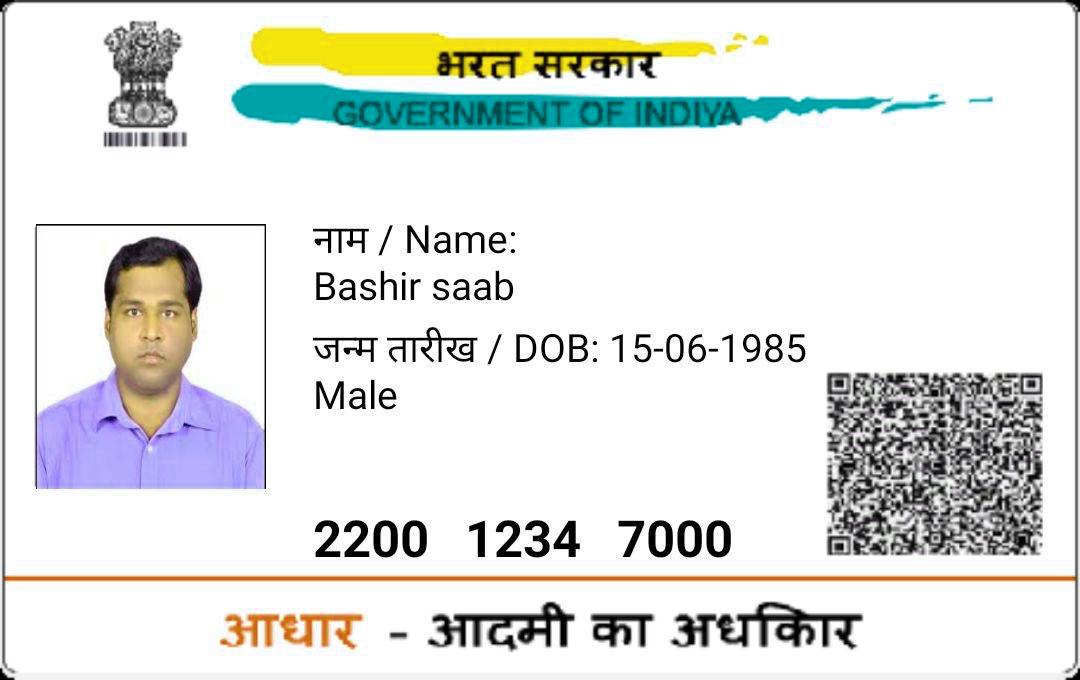 भरत सरकार
GOVERNMENT OF INDIYA
नाम / Name:
Bashir saab
जन्म तारीख / DOB: 15-06-1985
Male
2200 1234 7000
आधार - आदमी का अधकिार